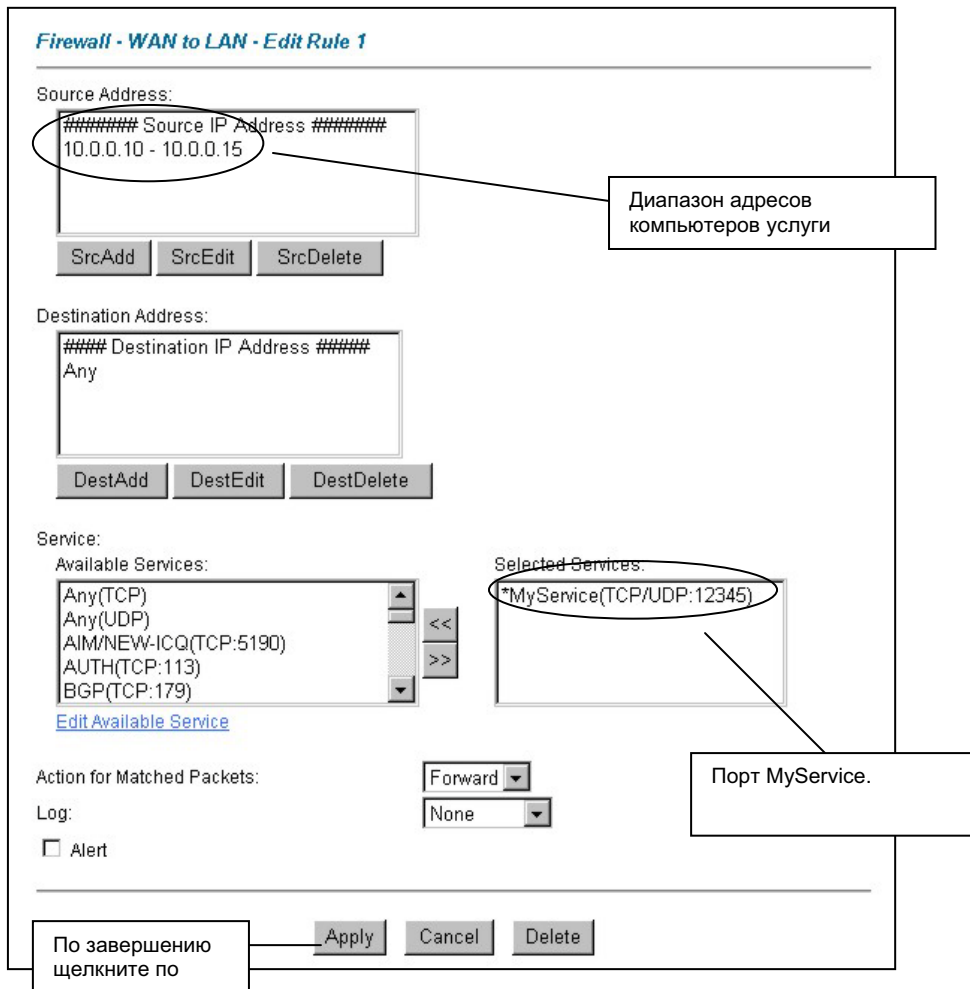 Firewall - WAN to LAN - Edit Rule 1
Source Address:
####### Source IP Address #######
10.0.0.10 - 10.0.0.15
Диапазон адресов
компьютеров услуги
SrcAdd SrcEdit SrcDelete
Destination Address:
#### Destination IP Address #####
Any
DestAdd DestEdit DestDelete
Service:
Available Services: Selected Services:
Any(TCP) *MyService(TCP/UDP:12345)
Any(UDP)
AIM/NEW-ICQ(TCP:5190) <<
AUTH(TCP:113) >>
BGP(TCP:179)
Edit Available Service
Action for Matched Packets: Forward
Порт MyService.
Log: None
Alert
Apply Cancel Delete
По завершению
щелкните по